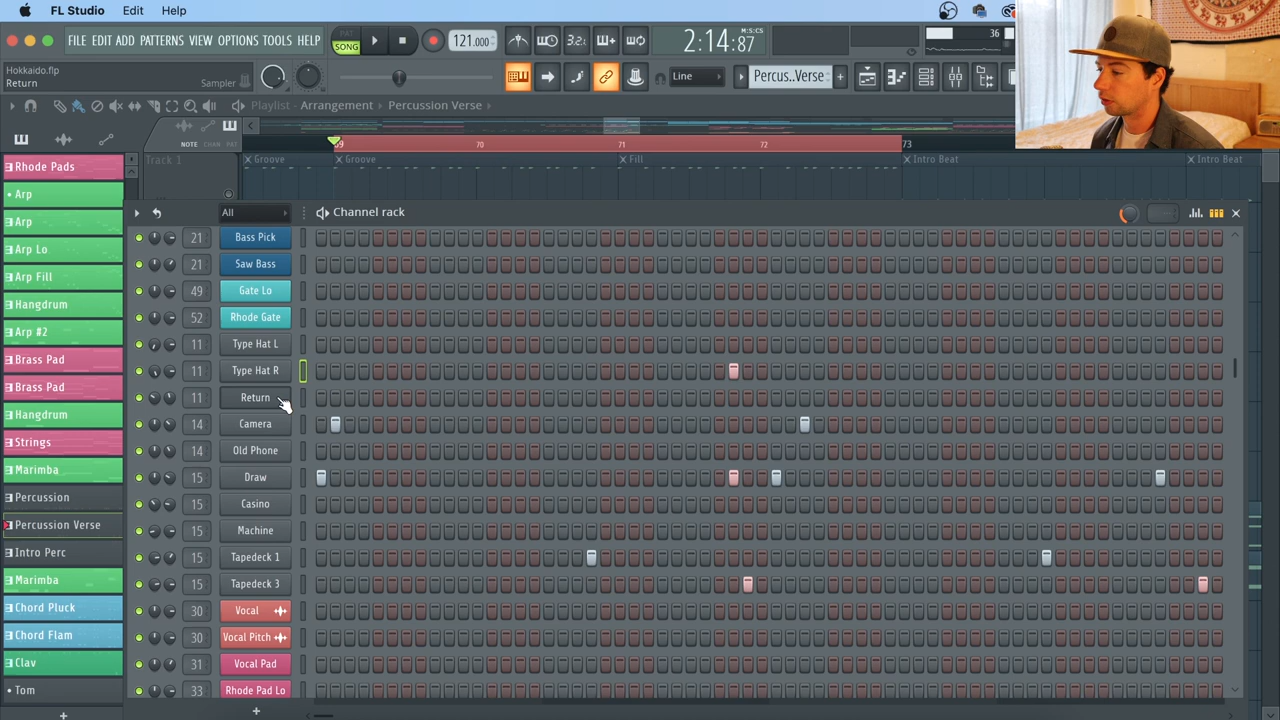 FL Studio Edit Help
FILE EDIT ADD PATTERNS VIEW OPTIONS TOOLS HELP
PAT
SONG
121.000
3.2.
2:14:87
M:S:CS
36
Hokkaido.flp
Return
Sampler
Line
Percus..Verse
Playlist - Arrangement Percussion Verse
NOTE CHAN PAT
Track 1
69 70 71 72 73
Groove Groove Fill Intro Beat Intro Beat
All
Channel rack
Rhode Pads
Arp
Arp
Arp Lo
Arp Fill
Hangdrum
Arp #2
Brass Pad
Brass Pad
Hangdrum
Strings
Marimba
Percussion
Percussion Verse
Intro Perc
Marimba
Chord Pluck
Chord Flam
Clav
Tom
21 Bass Pick
21 Saw Bass
49 Gate Lo
52 Rhode Gate
11 Type Hat L
11 Type Hat R
11 Return
14 Camera
14 Old Phone
15 Draw
15 Casino
15 Machine
15 Tapedeck 1
15 Tapedeck 3
30 Vocal
30 Vocal Pitch
31 Vocal Pad
33 Rhode Pad Lo